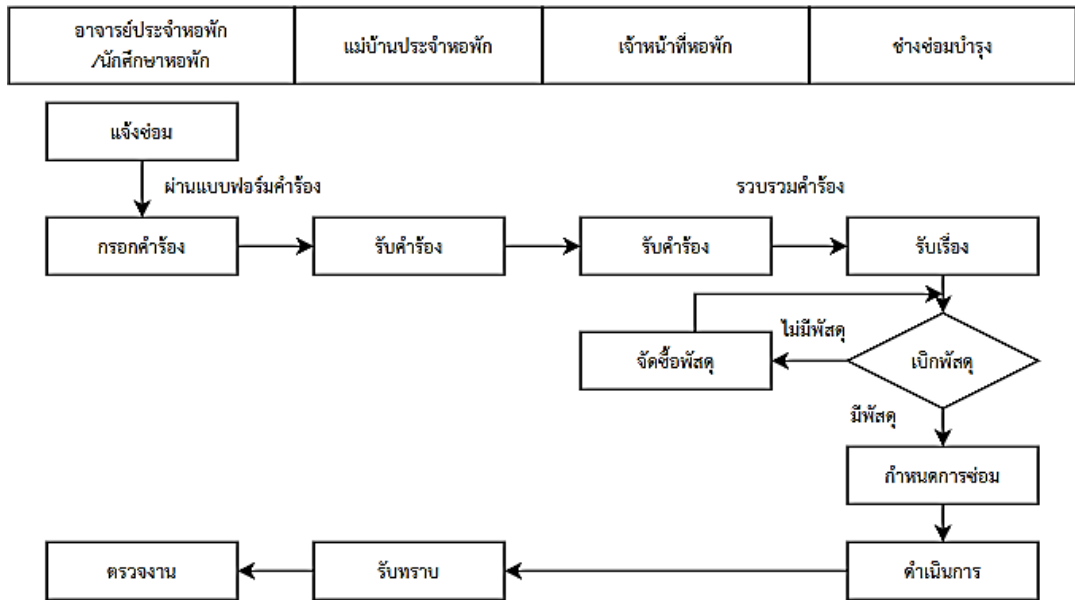 อาจารย์ประจำหอพัก
/นักศึกษาหอพัก
แม่บ้านประจำหอพัก
เจ้าหน้าที่หอพัก
ช่างซ่อมบำรุง
แจ้งซ่อม
ผ่านแบบฟอร์มคำร้อง
รวบรวมคำร้อง
กรอกคำร้อง
รับคำร้อง
รับคำร้อง
รับเรื่อง
ไม่มีพัสดุ
จัดซื้อพัสดุ
เบิกพัสดุ
มีพัสดุ
กำหนดการซ่อม
ตรวจงาน
รับทราบ
ดำเนินการ